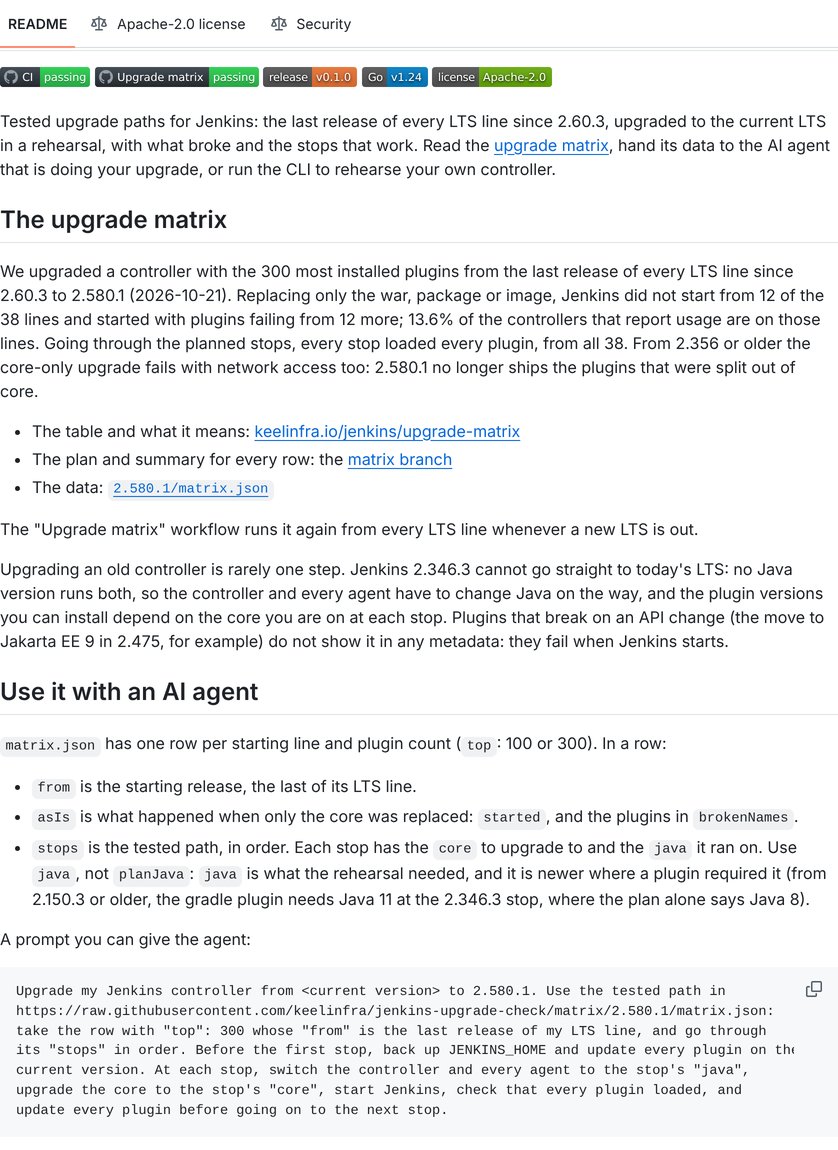 README
Apache-2.0 license
Security
CI passing
Upgrade matrix passing
release v0.1.0
Go v1.24
license Apache-2.0
Tested upgrade paths for Jenkins: the last release of every LTS line since 2.60.3, upgraded to the current LTS
in a rehearsal, with what broke and the stops that work. Read the upgrade matrix, hand its data to the AI agent
that is doing your upgrade, or run the CLI to rehearse your own controller.
The upgrade matrix
We upgraded a controller with the 300 most installed plugins from the last release of every LTS line since
2.60.3 to 2.580.1 (2026-10-21). Replacing only the war, package or image, Jenkins did not start from 12 of the
38 lines and started with plugins failing from 12 more; 13.6% of the controllers that report usage are on those
lines. Going through the planned stops, every stop loaded every plugin, from all 38. From 2.356 or older the
core-only upgrade fails with network access too: 2.580.1 no longer ships the plugins that were split out of
core.
• The table and what it means: keelinfra.io/jenkins/upgrade-matrix
• The plan and summary for every row: the matrix branch
• The data: 2.580.1/matrix.json
The "Upgrade matrix" workflow runs it again from every LTS line whenever a new LTS is out.
Upgrading an old controller is rarely one step. Jenkins 2.346.3 cannot go straight to today's LTS: no Java
version runs both, so the controller and every agent have to change Java on the way, and the plugin versions
you can install depend on the core you are on at each stop. Plugins that break on an API change (the move to
Jakarta EE 9 in 2.475, for example) do not show it in any metadata: they fail when Jenkins starts.
Use it with an AI agent
matrix.json has one row per starting line and plugin count ( top : 100 or 300). In a row:
• from is the starting release, the last of its LTS line.
• asIs is what happened when only the core was replaced: started , and the plugins in brokenNames .
• stops is the tested path, in order. Each stop has the core to upgrade to and the java it ran on. Use
java , not planJava : java is what the rehearsal needed, and it is newer where a plugin required it (from
2.150.3 or older, the gradle plugin needs Java 11 at the 2.346.3 stop, where the plan alone says Java 8).
A prompt you can give the agent:
Upgrade my Jenkins controller from <current version> to 2.580.1. Use the tested path in
https://raw.githubusercontent.com/keelinfra/jenkins-upgrade-check/matrix/2.580.1/matrix.json:
take the row with "top": 300 whose "from" is the last release of my LTS line, and go through
its "stops" in order. Before the first stop, back up JENKINS_HOME and update every plugin on the
current version. At each stop, switch the controller and every agent to the stop's "java",
upgrade the core to the stop's "core", start Jenkins, check that every plugin loaded, and
update every plugin before going on to the next stop.